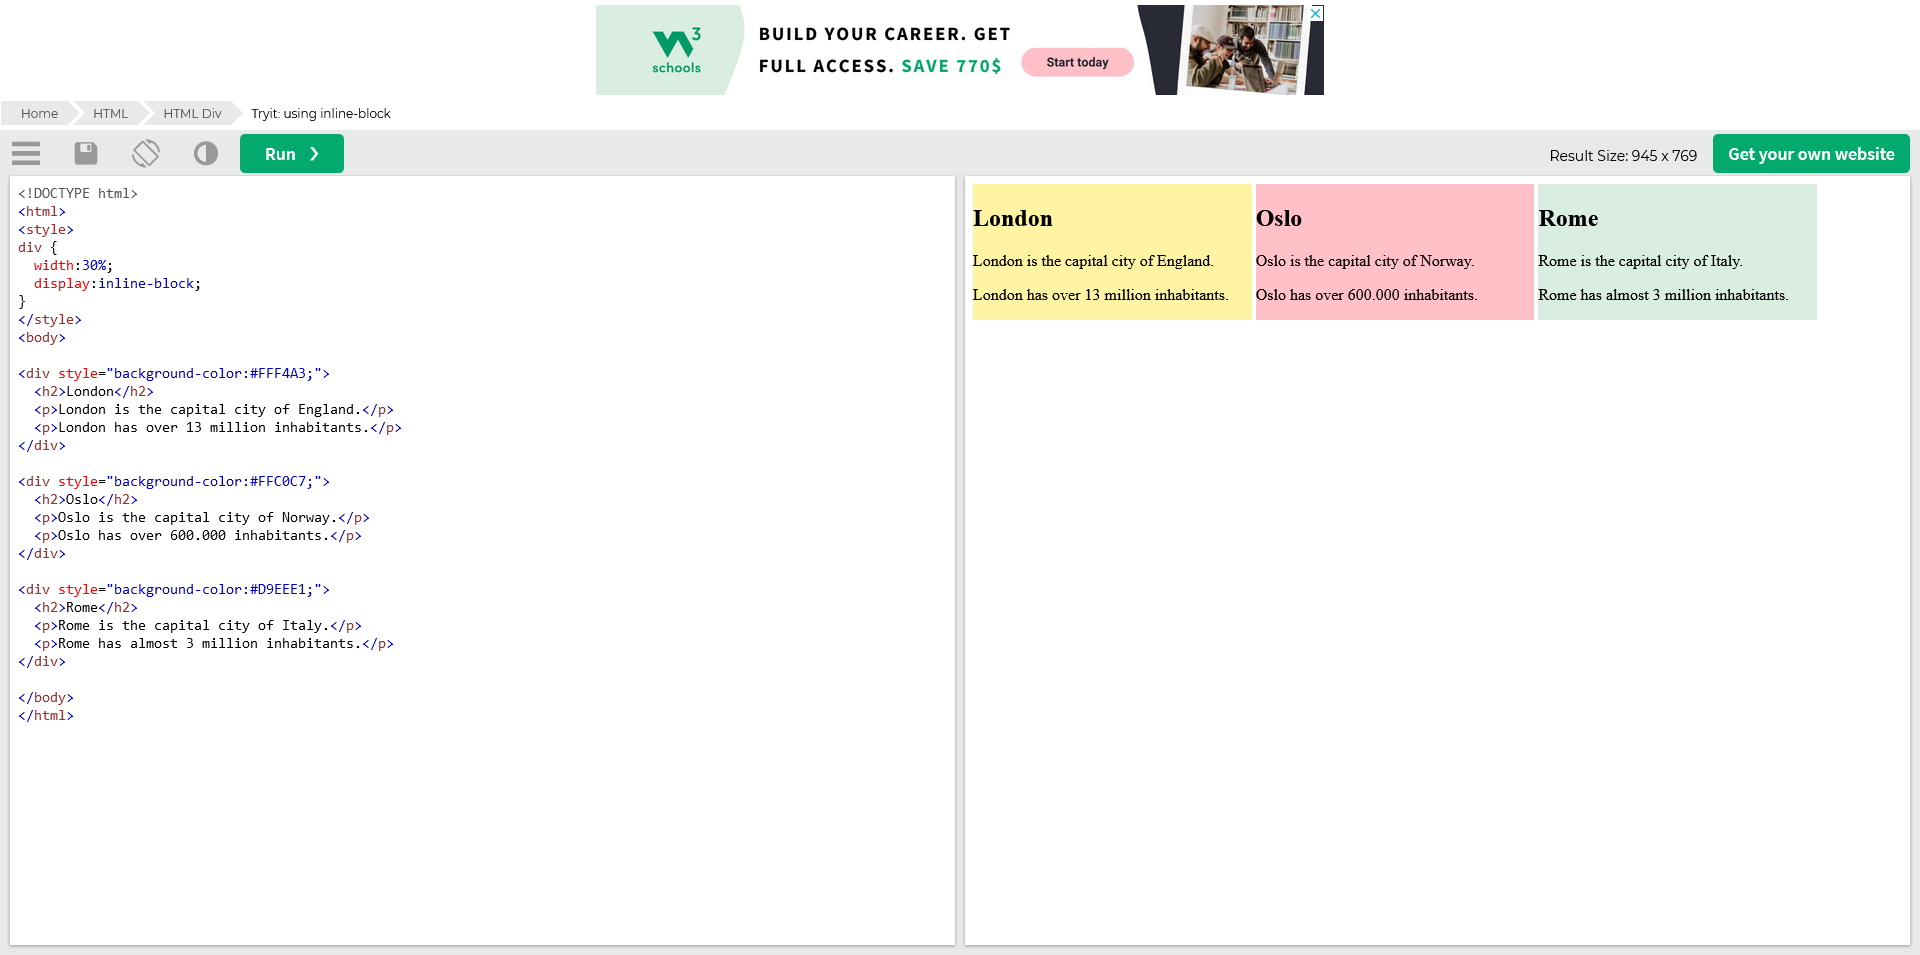 3
schools
BUILD YOUR CAREER. GET
FULL ACCESS. SAVE 770$
Start today
Home
HTML
HTML Div
Tryit: using inline-block
Run ❯
Result Size: 945 x 769
Get your own website
<!DOCTYPE html>
<html>
<style>
div {
  width:30%;
  display:inline-block;
}
</style>
<body>

<div style="background-color:#FFF4A3;">
  <h2>London</h2>
  <p>London is the capital city of England.</p>
  <p>London has over 13 million inhabitants.</p>
</div>

<div style="background-color:#FFC0C7;">
  <h2>Oslo</h2>
  <p>Oslo is the capital city of Norway.</p>
  <p>Oslo has over 600.000 inhabitants.</p>
</div>

<div style="background-color:#D9EEE1;">
  <h2>Rome</h2>
  <p>Rome is the capital city of Italy.</p>
  <p>Rome has almost 3 million inhabitants.</p>
</div>

</body>
</html>
London
London is the capital city of England.
London has over 13 million inhabitants.
Oslo
Oslo is the capital city of Norway.
Oslo has over 600.000 inhabitants.
Rome
Rome is the capital city of Italy.
Rome has almost 3 million inhabitants.